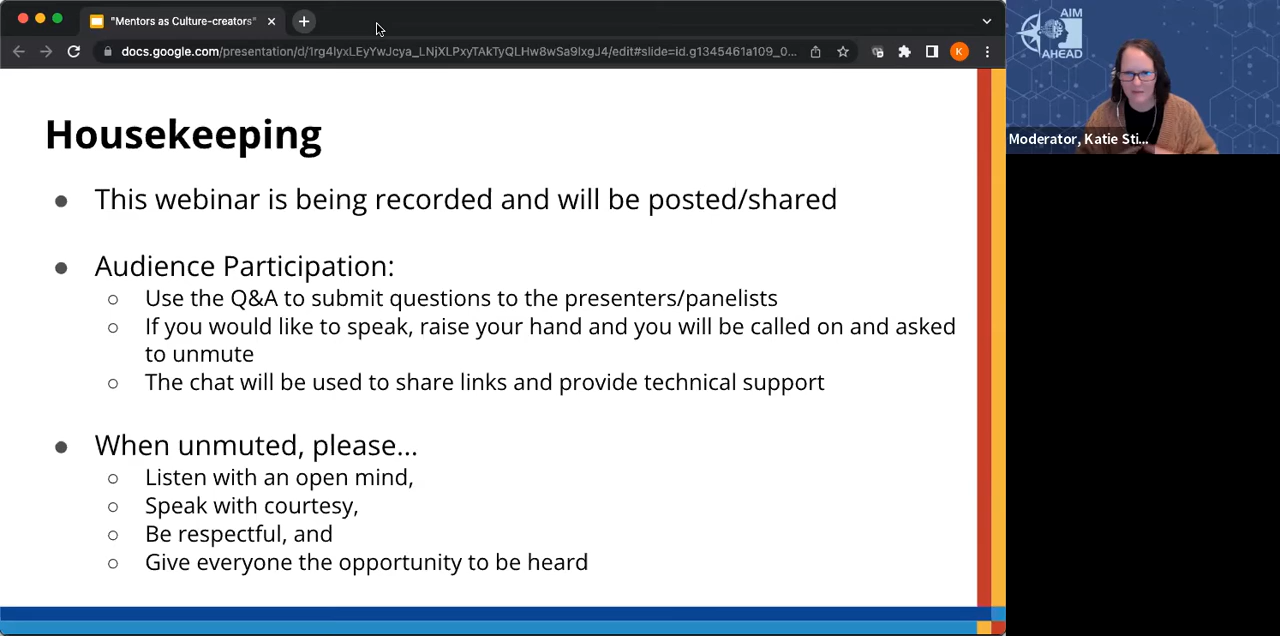 "Mentors as Culture-creators"
docs.google.com/presentation/d/1rg4lyxLEyYwJcya_LNjXLPxyTAkTyQLHw8wSa9lxgJ4/edit#slide=id.g1345461a109_0...
K
AIM
AHEAD
Moderator, Katie Sti...
Housekeeping
This webinar is being recorded and will be posted/shared
Audience Participation:
Use the Q&A to submit questions to the presenters/panelists
If you would like to speak, raise your hand and you will be called on and asked
to unmute
The chat will be used to share links and provide technical support
When unmuted, please...
Listen with an open mind,
Speak with courtesy,
Be respectful, and
Give everyone the opportunity to be heard